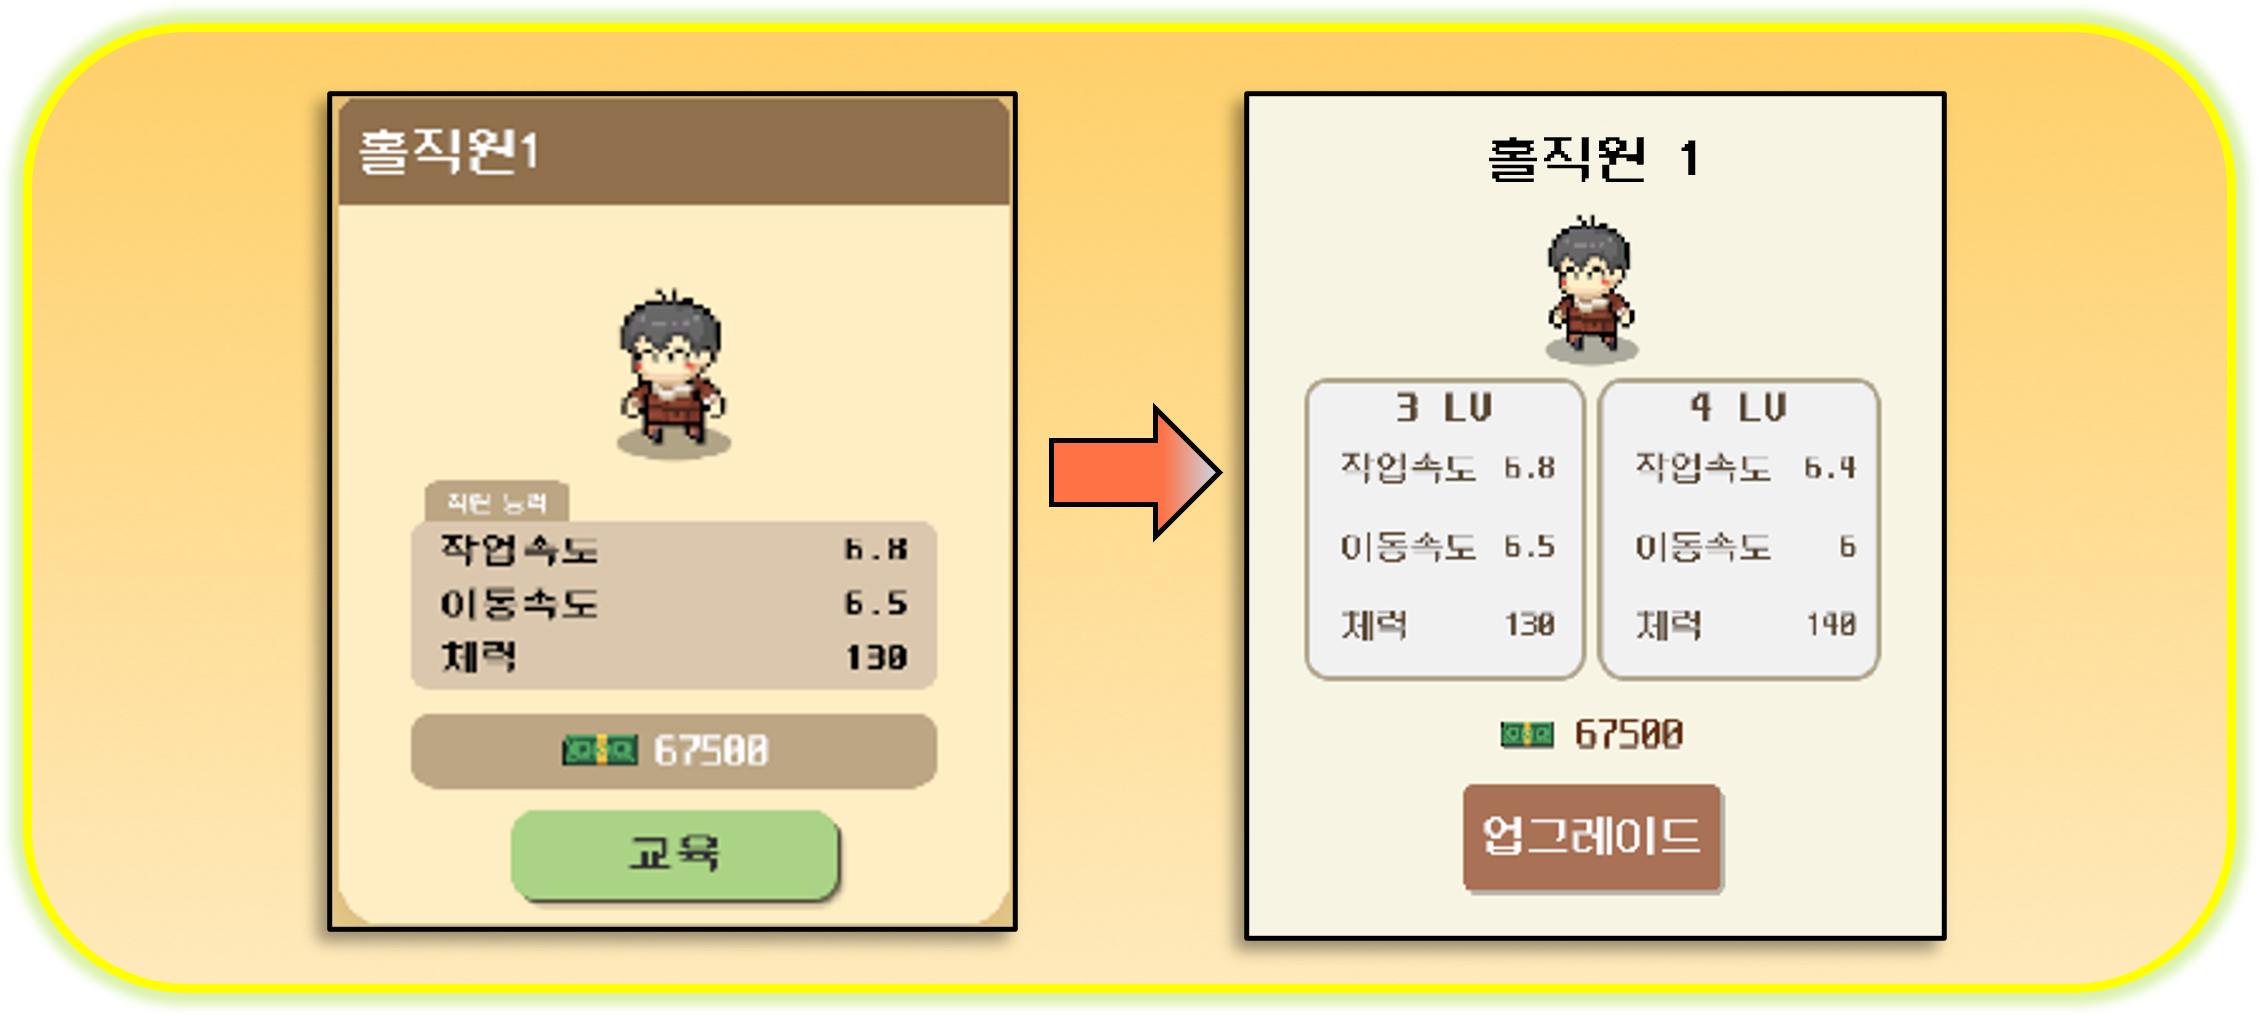 홀직원1
직원 능력
작업속도 6.8
이동속도 6.5
체력 130
67500
교육
홀직원 1
3 LV
작업속도 6.8
이동속도 6.5
체력 130
4 LV
작업속도 6.4
이동속도 6
체력 140
67500
업그레이드